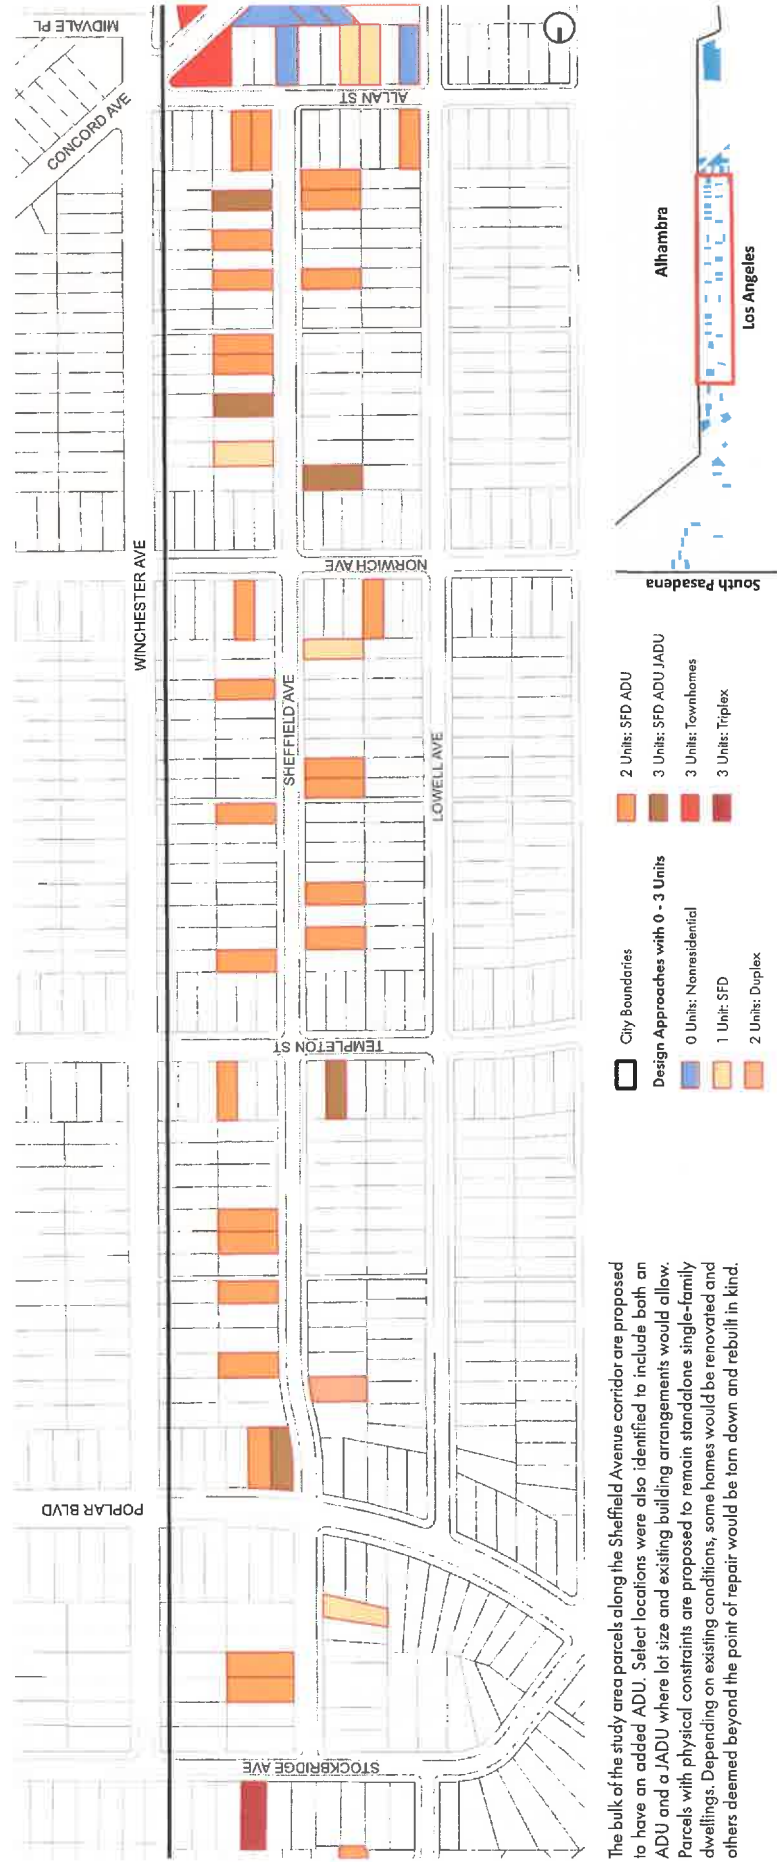 MIDVALE PL
CONCORD AVE
ALLAN ST
WINCHESTER AVE
NORWICH AVE
SHEFFIELD AVE
LOWELL AVE
TEMPLETON ST
POPLAR BLVD
STOCKBRIDGE AVE
The bulk of the study area parcels along the Sheffield Avenue corridor are proposed
to have an added ADU. Select locations were also identified to include both an
ADU and a JADU where lot size and existing building arrangements would allow.
Parcels with physical constraints are proposed to remain standalone single-family
dwellings. Depending on existing conditions, some homes would be renovated and
others deemed beyond the point of repair would be torn down and rebuilt in kind.
City Boundaries
Design Approaches with 0 - 3 Units
0 Units: Nonresidential
1 Unit: SFD
2 Units: Duplex
2 Units: SFD ADU
3 Units: SFD ADU JADU
3 Units: Townhomes
3 Units: Triplex
South Pasadena
Alhambra
Los Angeles